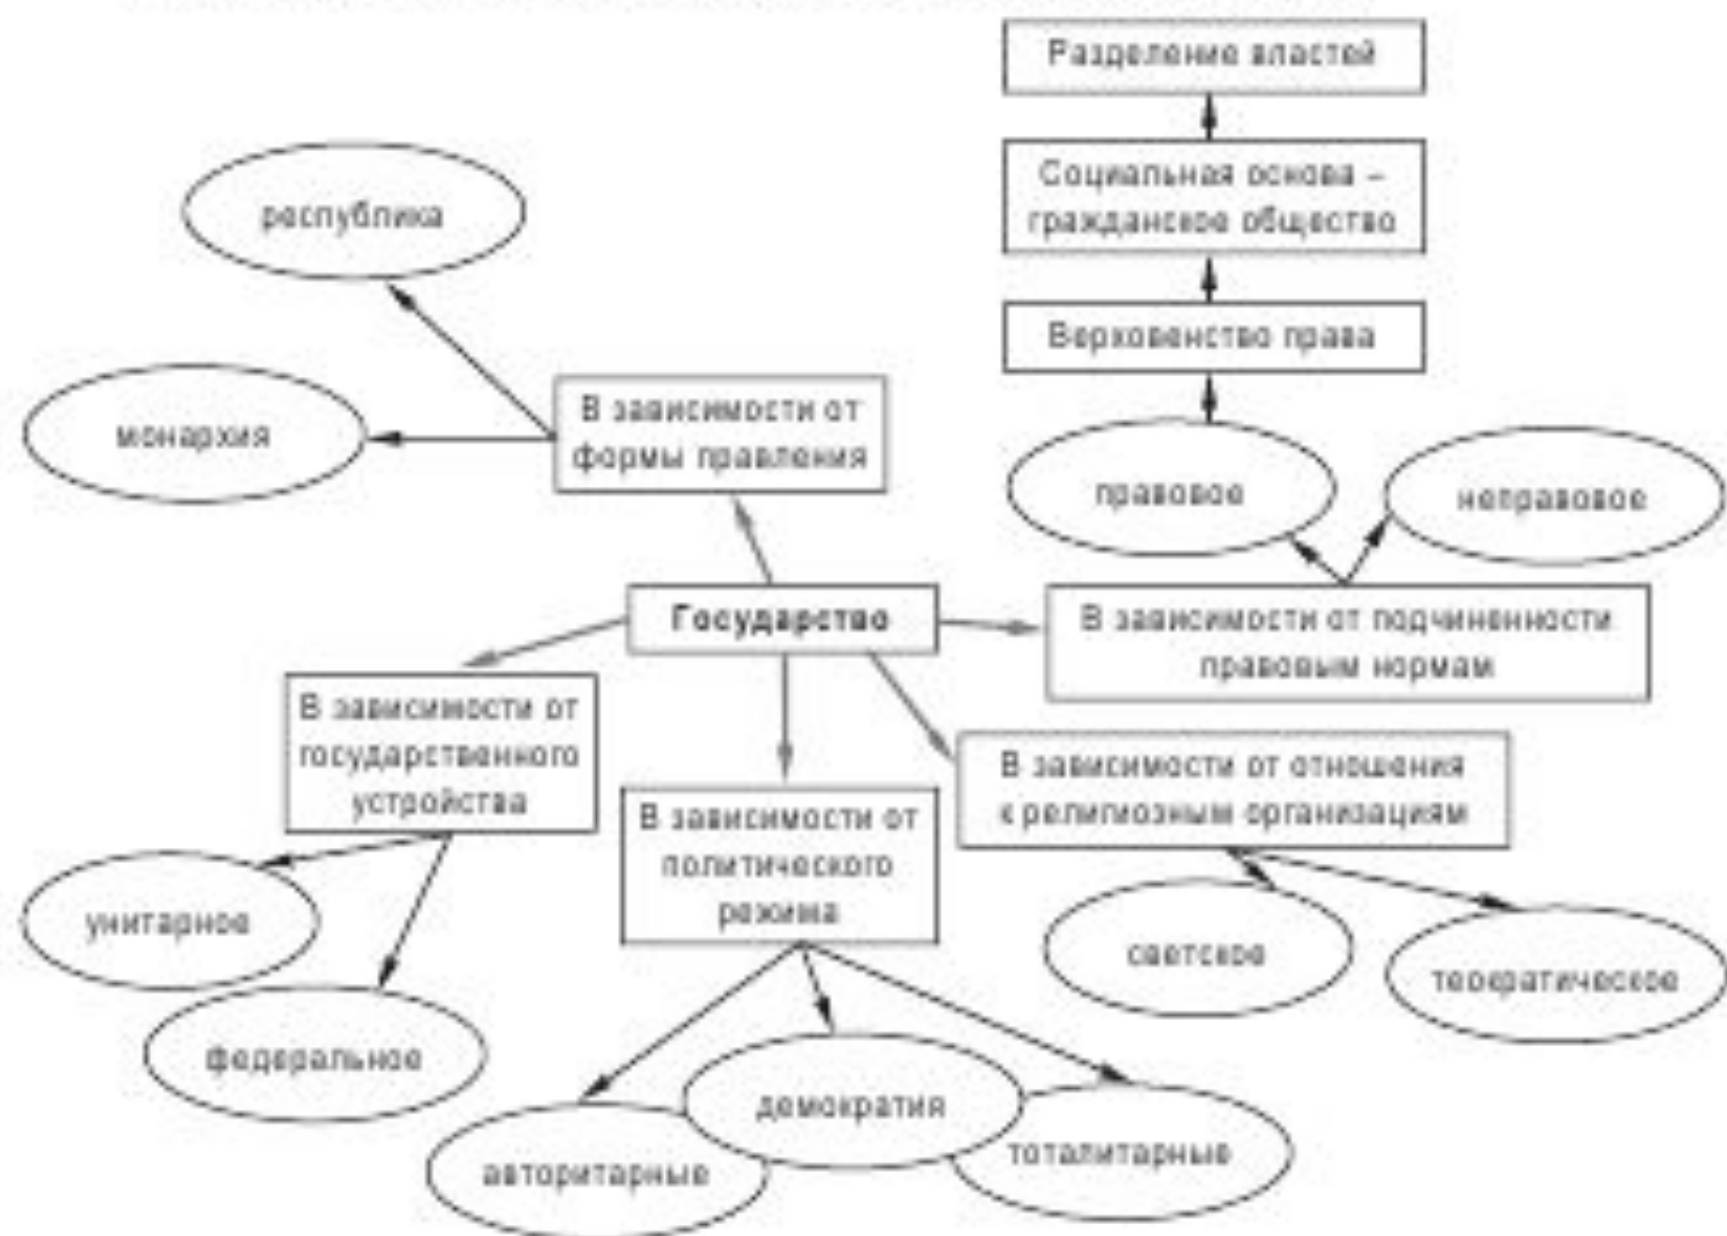 Разделение властей
Социальная основа –
гражданское общество
Верховенство права
республика
монархия
В зависимости от
формы правления
правовое
неправовое
Государство
В зависимости от подчиненности
правовым нормам
В зависимости от
государственного
устройства
В зависимости от
политического
режима
В зависимости от отношения
к религиозным организациям
унитарное
федеральное
светское
теократическое
авторитарные
демократия
тоталитарные